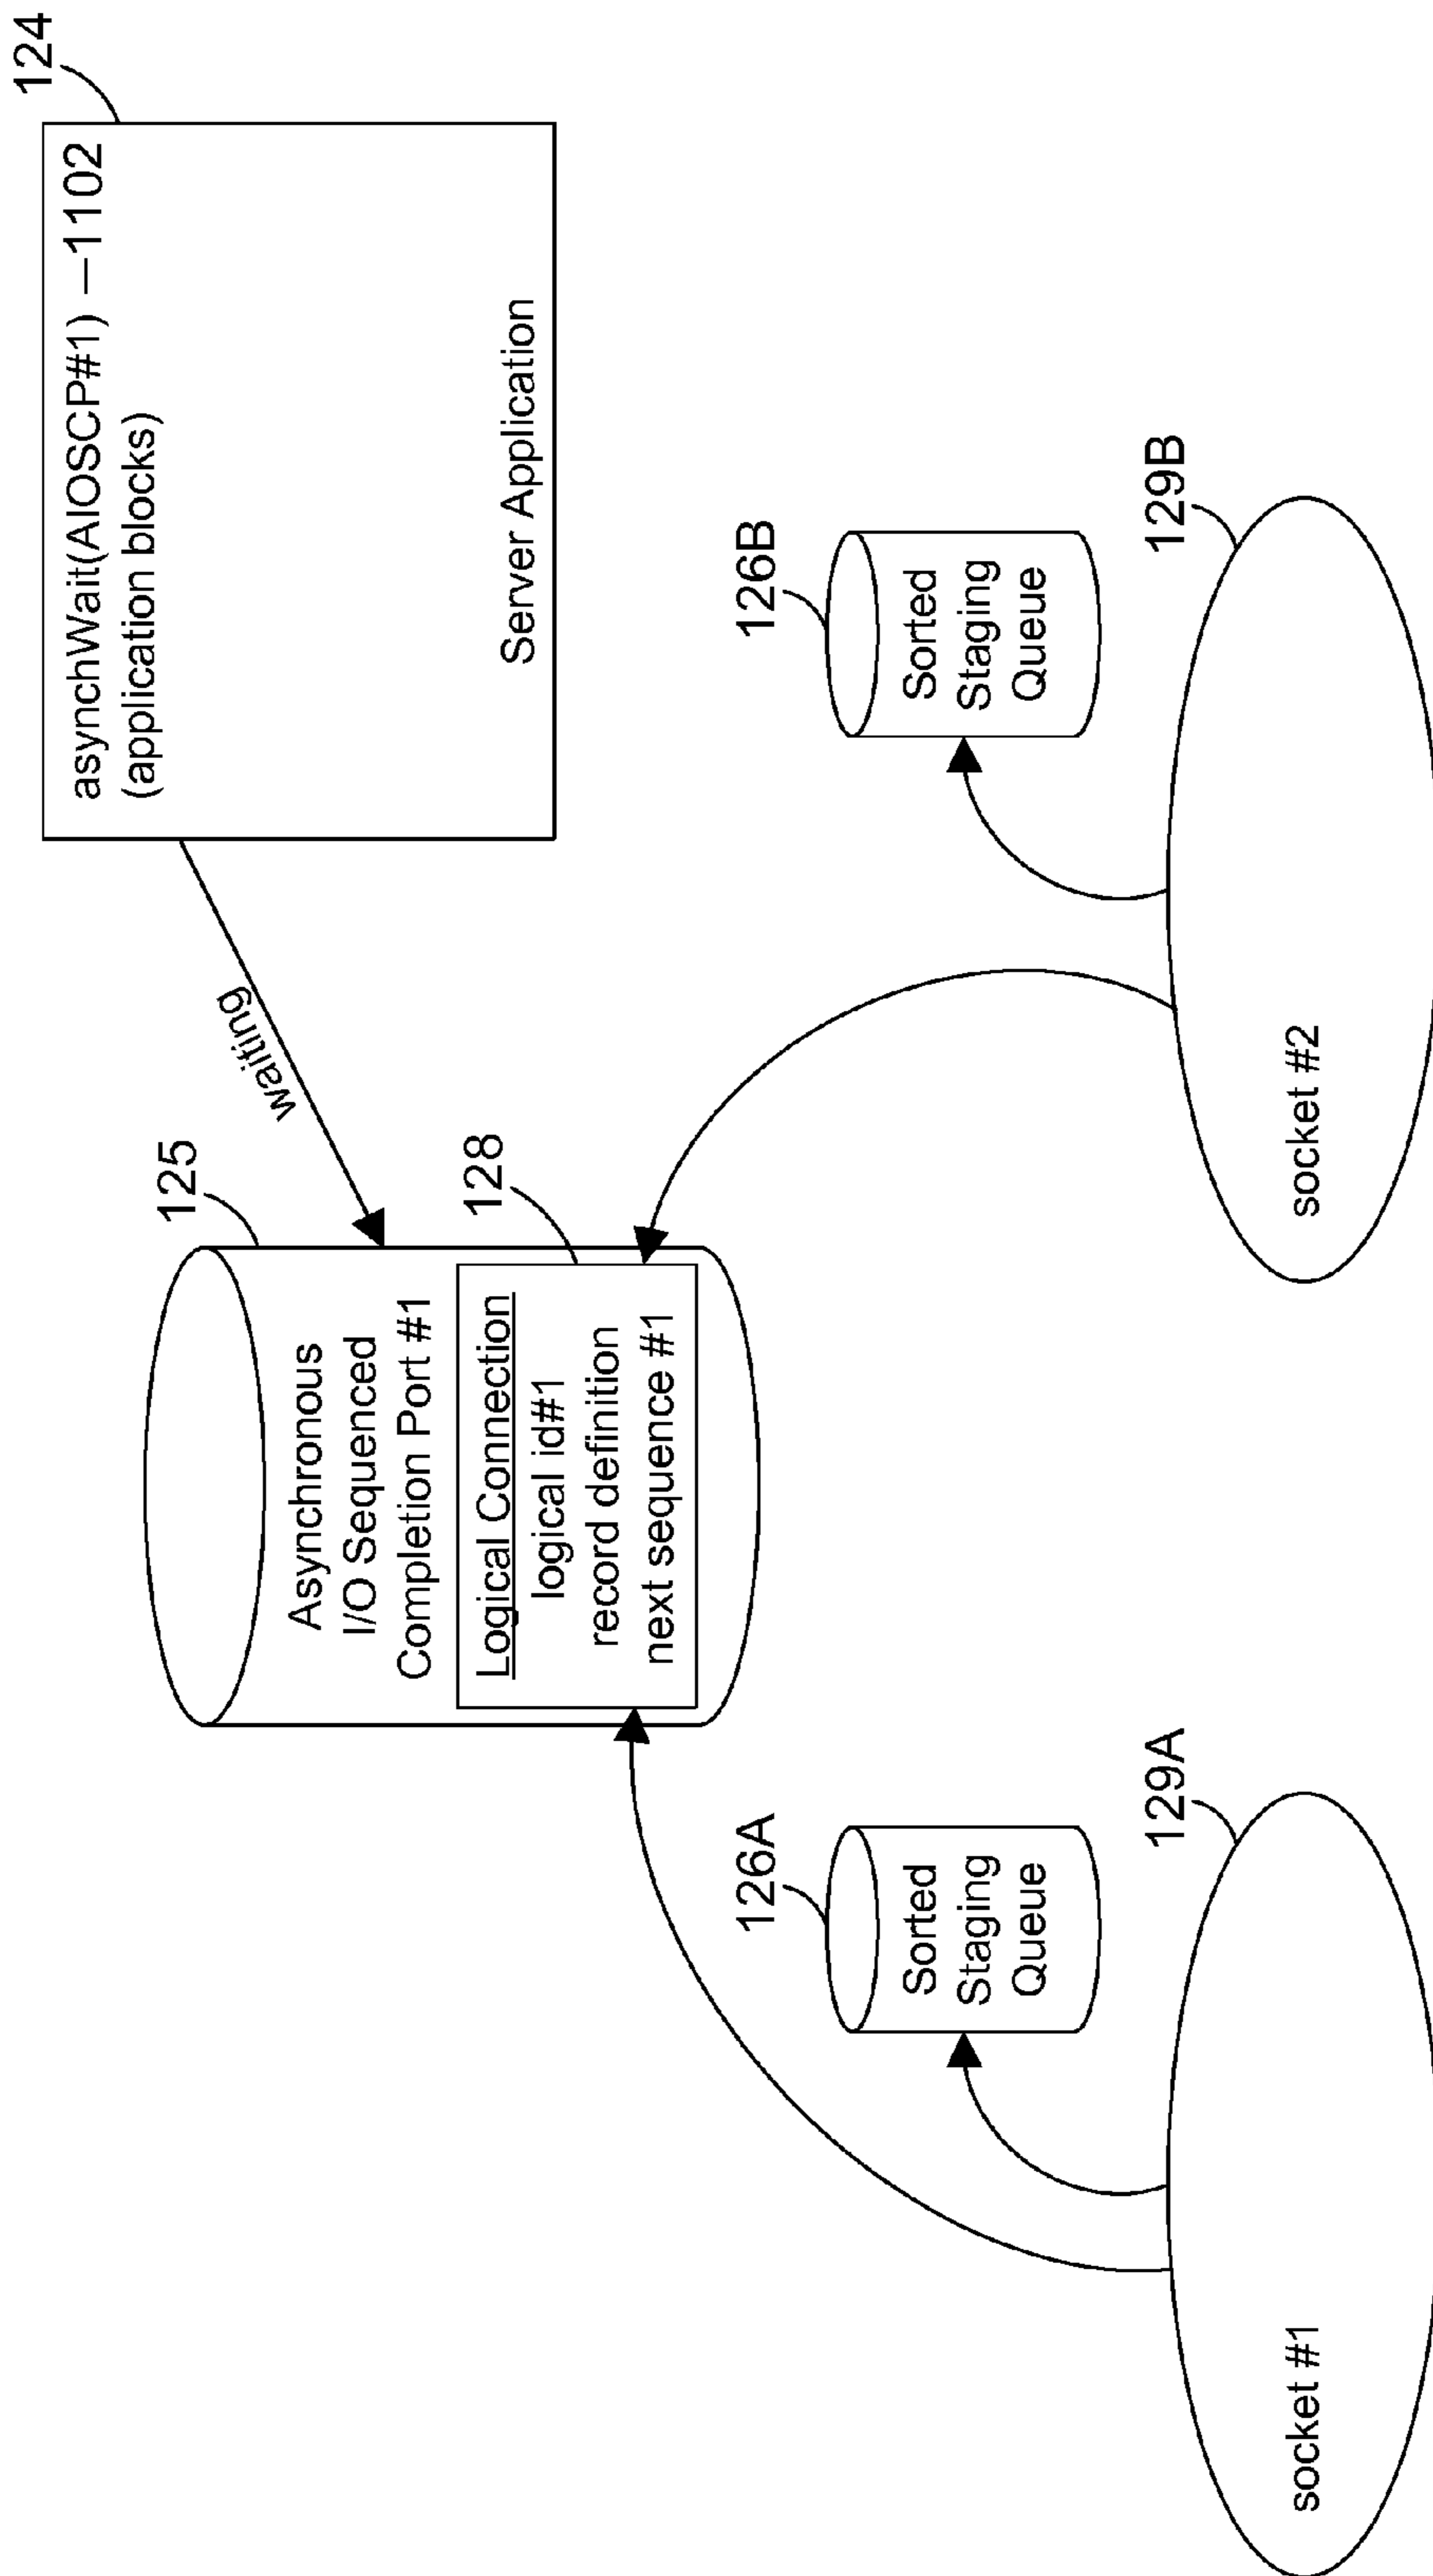 124
asynchWait(AIOSCP#1) — 1102
(application blocks)
Server Application
waiting
125
Asynchronous
I/O Sequenced
Completion Port #1
128
Logical Connection
logical id#1
record definition
next sequence #1
126A
Sorted
Staging
Queue
126B
Sorted
Staging
Queue
129A
socket #1
129B
socket #2